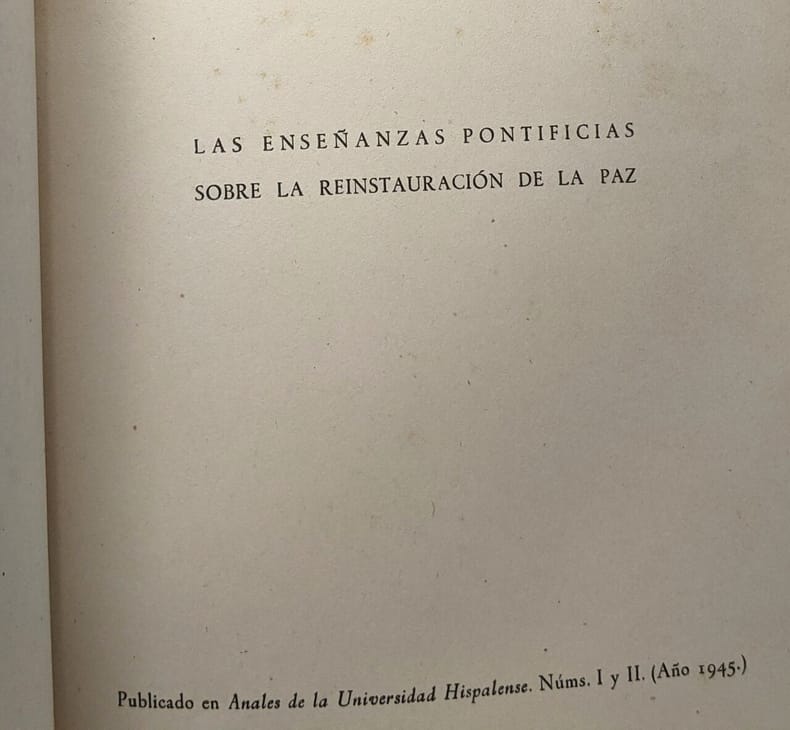 LAS ENSEÑANZAS PONTIFICIAS
SOBRE LA REINSTAURACIÓN DE LA PAZ
Publicado en Anales de la Universidad Hispalense. Núms. I y II. (Año 1945.)